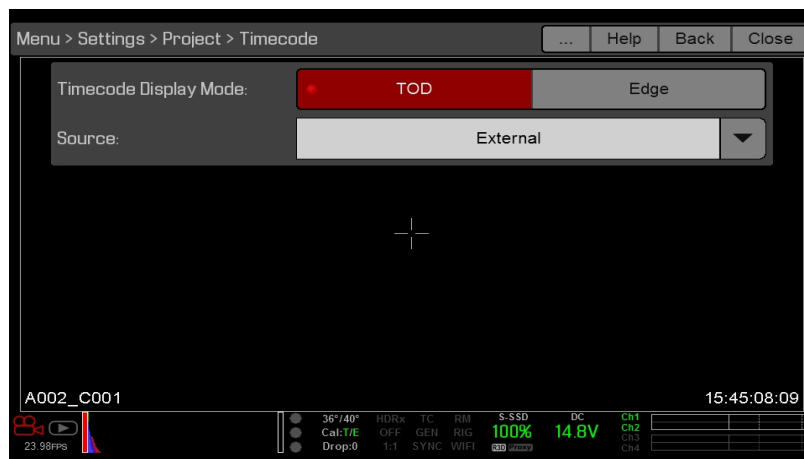 Menu > Settings > Project > Timecode ... Help Back Close
Timecode Display Mode: TOD Edge
Source: External
A002_C001 15:45:08:09
36°/40° HDRx TC RM S-SSD DC Ch1
Cal:T/E OFF GEN RIG 100% 14.8V Ch2
23.98FPS Drop:0 1:1 SYNC WIFI R3D Proxy Ch3
Ch4